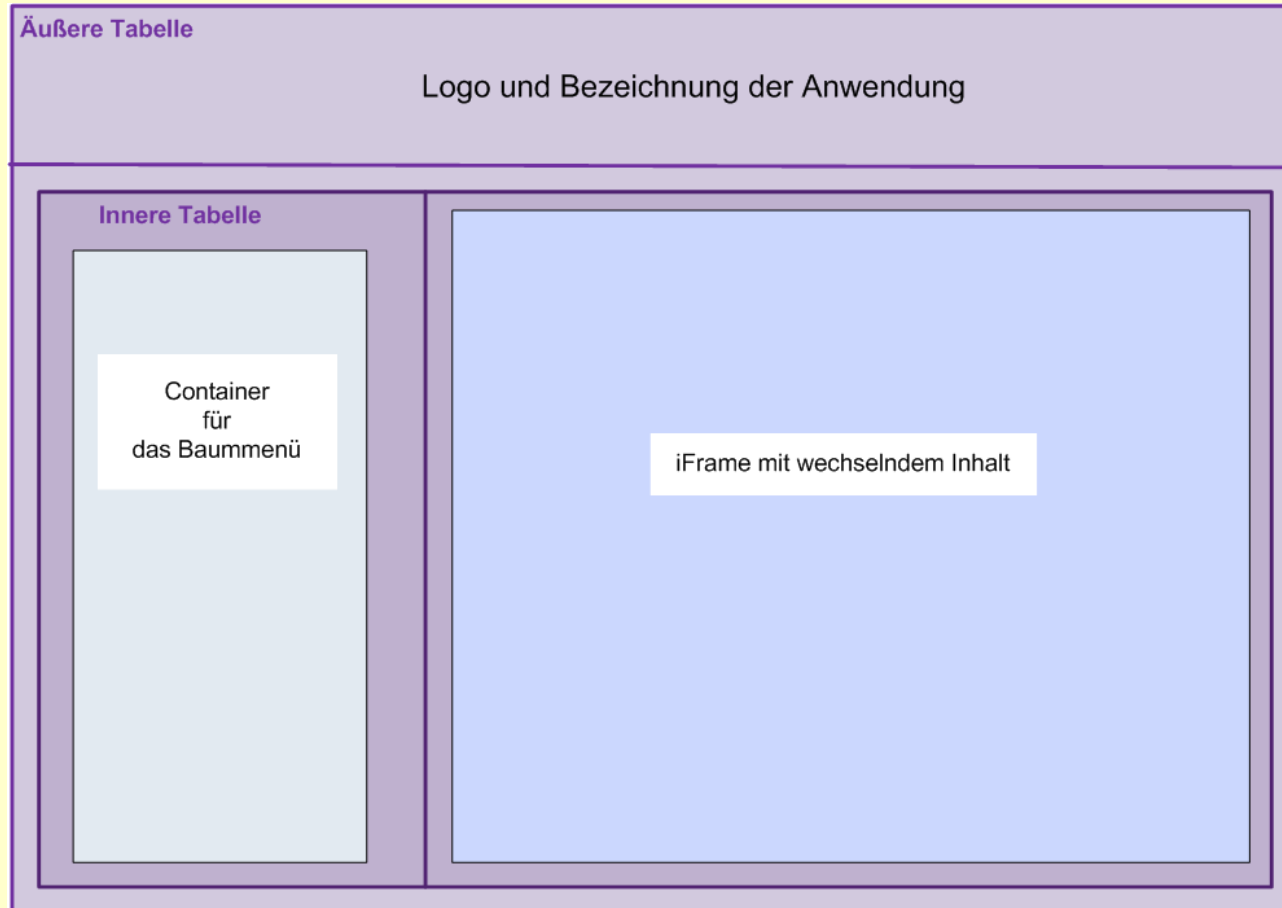 Äußere Tabelle
Logo und Bezeichnung der Anwendung
Innere Tabelle
Container
für
das Baummenü
iFrame mit wechselndem Inhalt